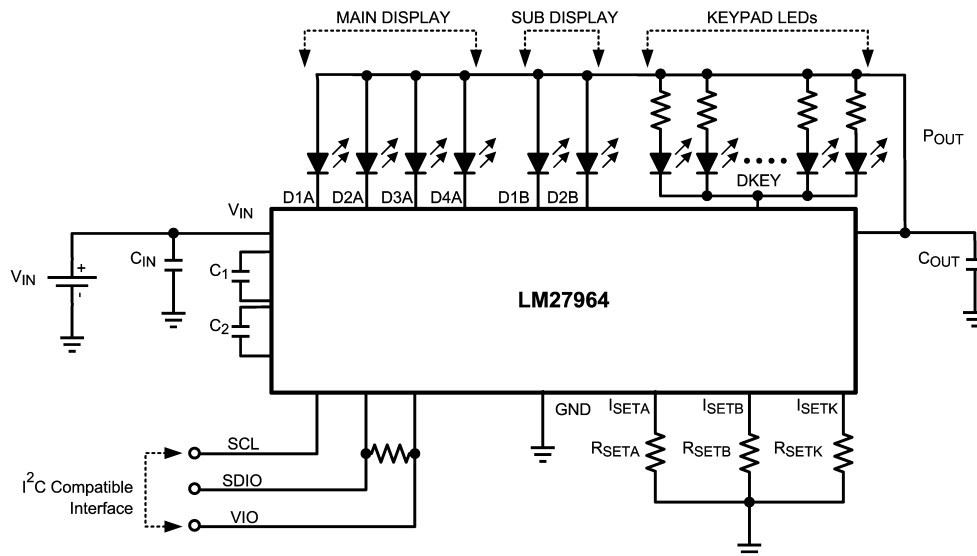 MAIN DISPLAY
SUB DISPLAY
KEYPAD LEDs
POUT
DKEY
D1A
D2A
D3A
D4A
D1B
D2B
VIN
VIN
+
-
CIN
C1
C2
COUT
LM27964
GND
ISETA
ISETB
ISETK
RSETA
RSETB
RSETK
SCL
SDIO
VIO
I2C Compatible
Interface